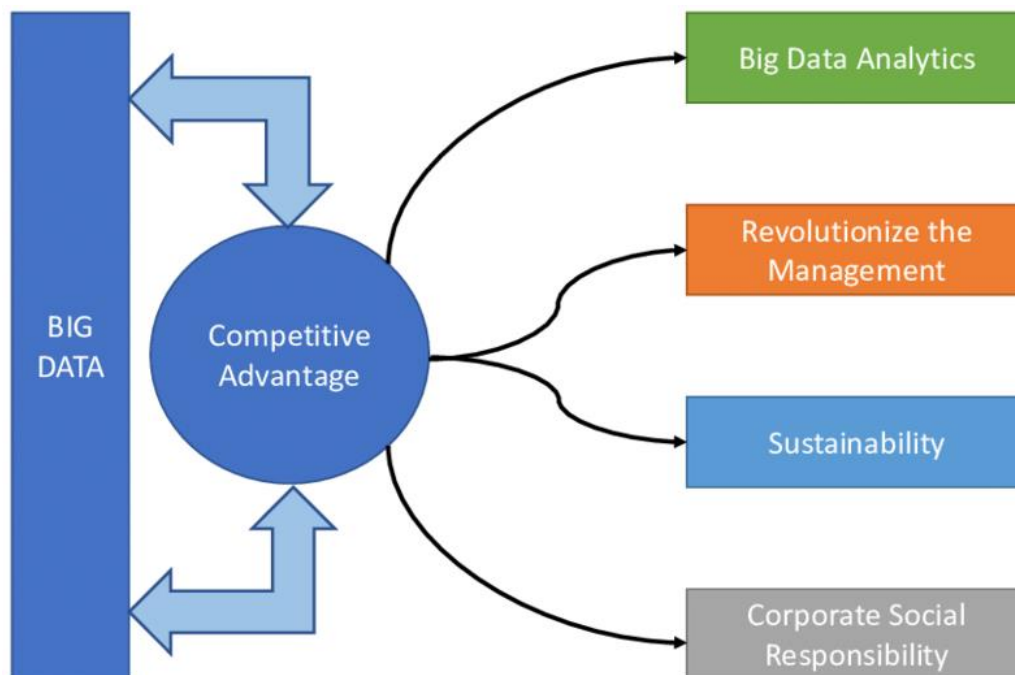 BIG
DATA
Competitive
Advantage
Big Data Analytics
Revolutionize the
Management
Sustainability
Corporate Social
Responsibility